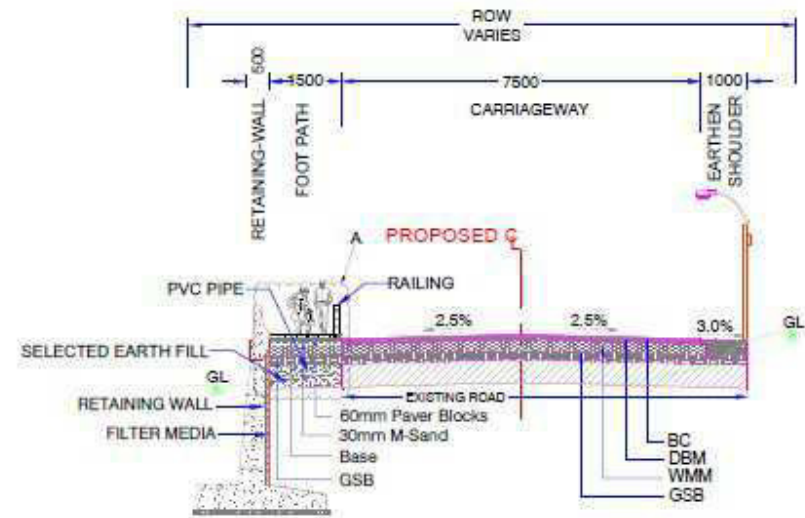 ROW
VARIES
500
1500
7500
1000
RETAINING-WALL
FOOT PATH
CARRIAGEWAY
EARTHEN
SHOULDER
A
PROPOSED C
PVC PIPE
RAILING
2.5%
2.5%
3.0%
GL
SELECTED EARTH FILL
GL
EXISTING ROAD
RETAINING WALL
60mm Paver Blocks
FILTER MEDIA
30mm M-Sand
BC
Base
DBM
WMM
GSB
GSB